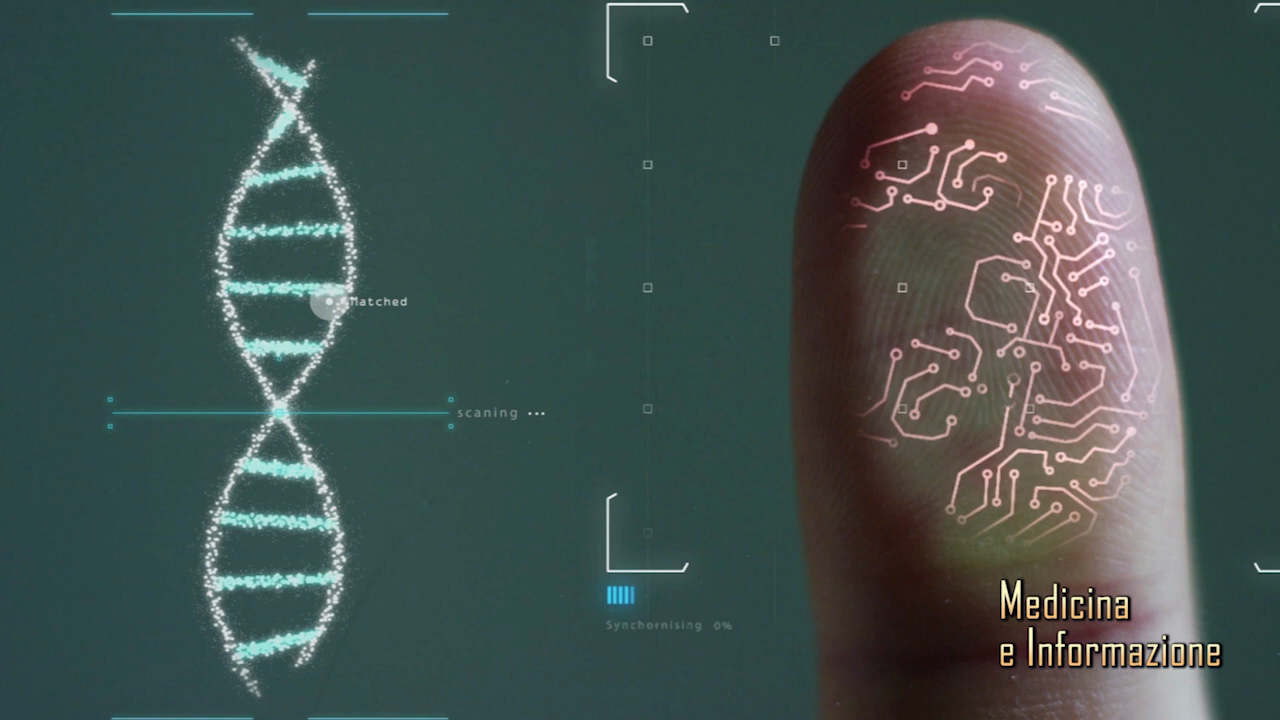 Matched
scaning ...
Synchornising 0%
Medicina
e Informazione